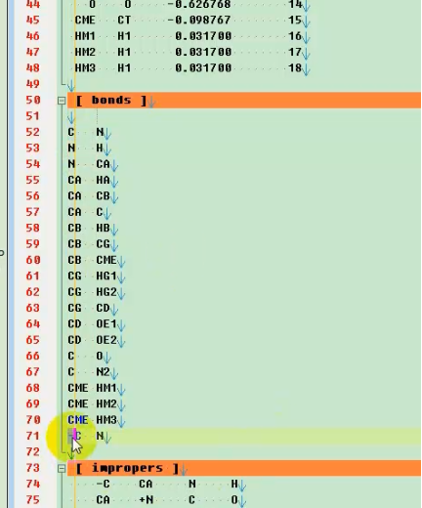 44 O O -0.626768 14
45 CME CT -0.098767 15
46 HM1 H1 0.031700 16
47 HM2 H1 0.031700 17
48 HM3 H1 0.031700 18
49
50 [ bonds ]
51
52 C N
53 N H
54 N CA
55 CA HA
56 CA CB
57 CA C
58 CB HB
59 CB CG
60 CB CME
61 CG HG1
62 CG HG2
63 CG CD
64 CD OE1
65 CD OE2
66 C O
67 C N2
68 CME HM1
69 CME HM2
70 CME HM3
71 -C N
72
73 [ impropers ]
74 -C CA N H
75 CA +N C O